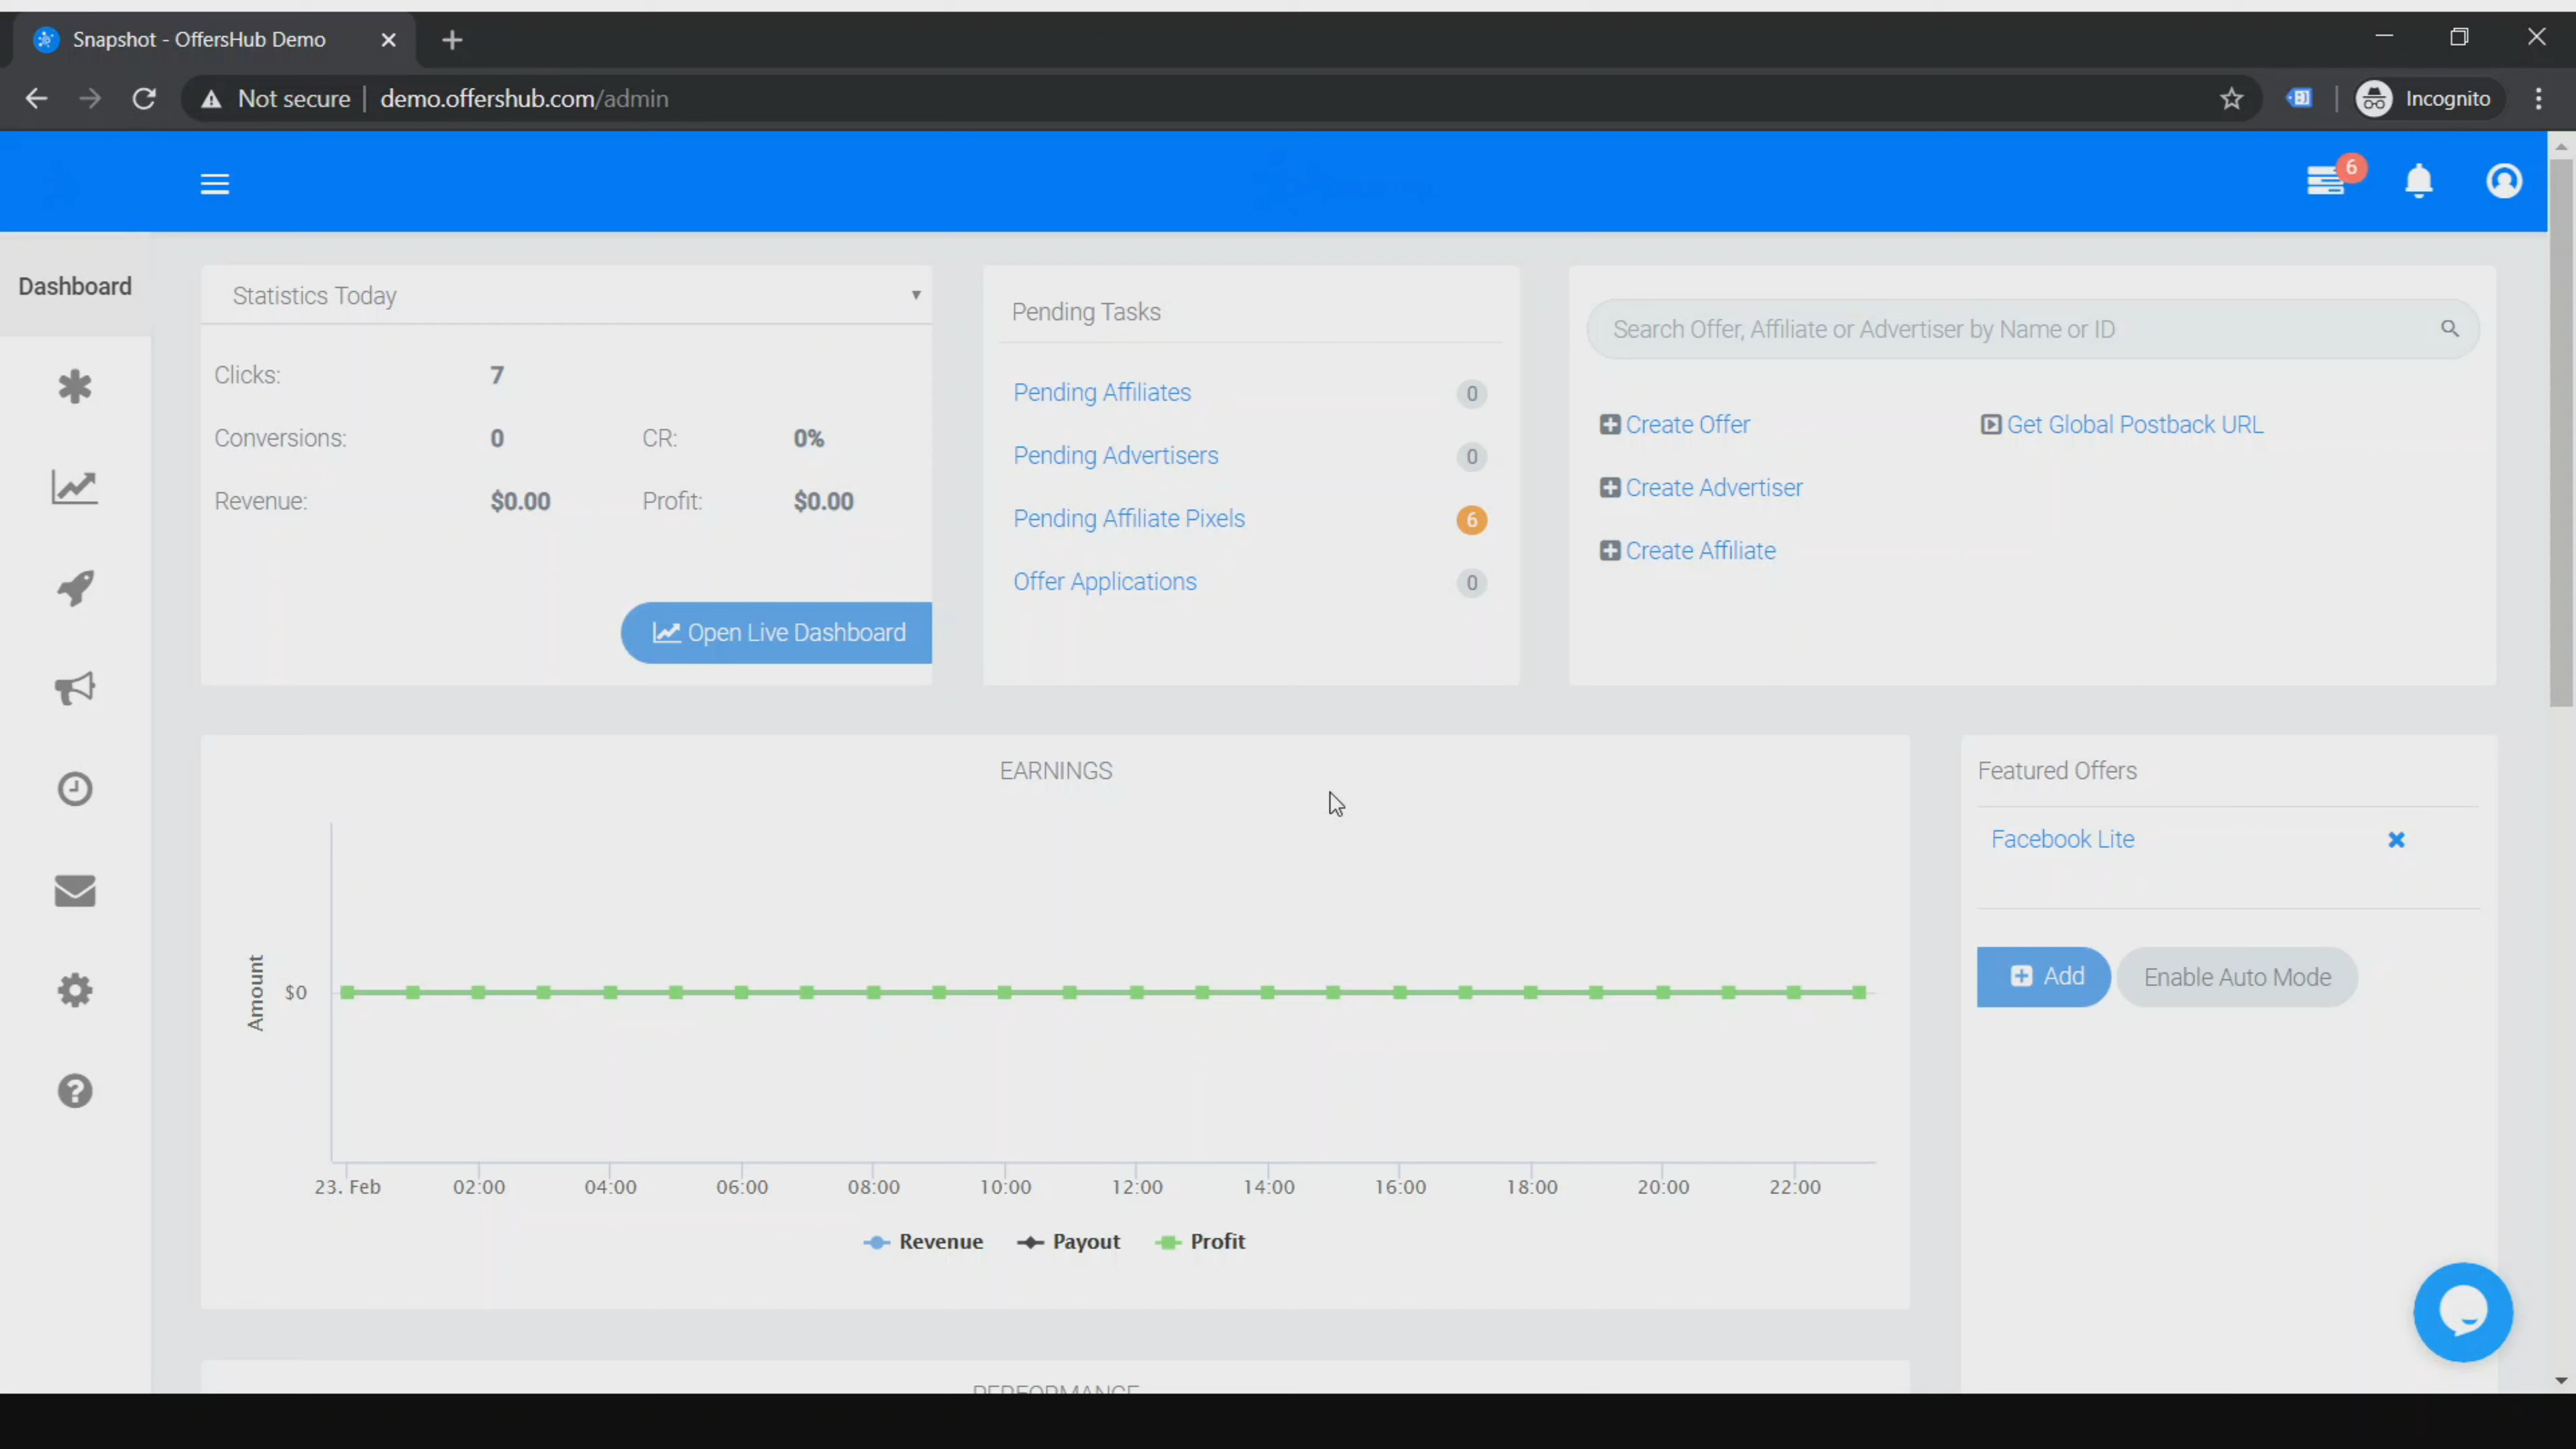 Snapshot - OffersHub Demo
Not secure | demo.offershub.com/admin
Incognito
6
Dashboard
Statistics Today
Clicks: 7
Conversions: 0 CR: 0%
Revenue: $0.00 Profit: $0.00
Open Live Dashboard
Pending Tasks
Pending Affiliates 0
Pending Advertisers 0
Pending Affiliate Pixels 6
Offer Applications 0
Search Offer, Affiliate or Advertiser by Name or ID
Create Offer
Get Global Postback URL
Create Advertiser
Create Affiliate
EARNINGS
Amount
$0
23. Feb 02:00 04:00 06:00 08:00 10:00 12:00 14:00 16:00 18:00 20:00 22:00
Revenue Payout Profit
Featured Offers
Facebook Lite
Add
Enable Auto Mode
PERFORMANCE